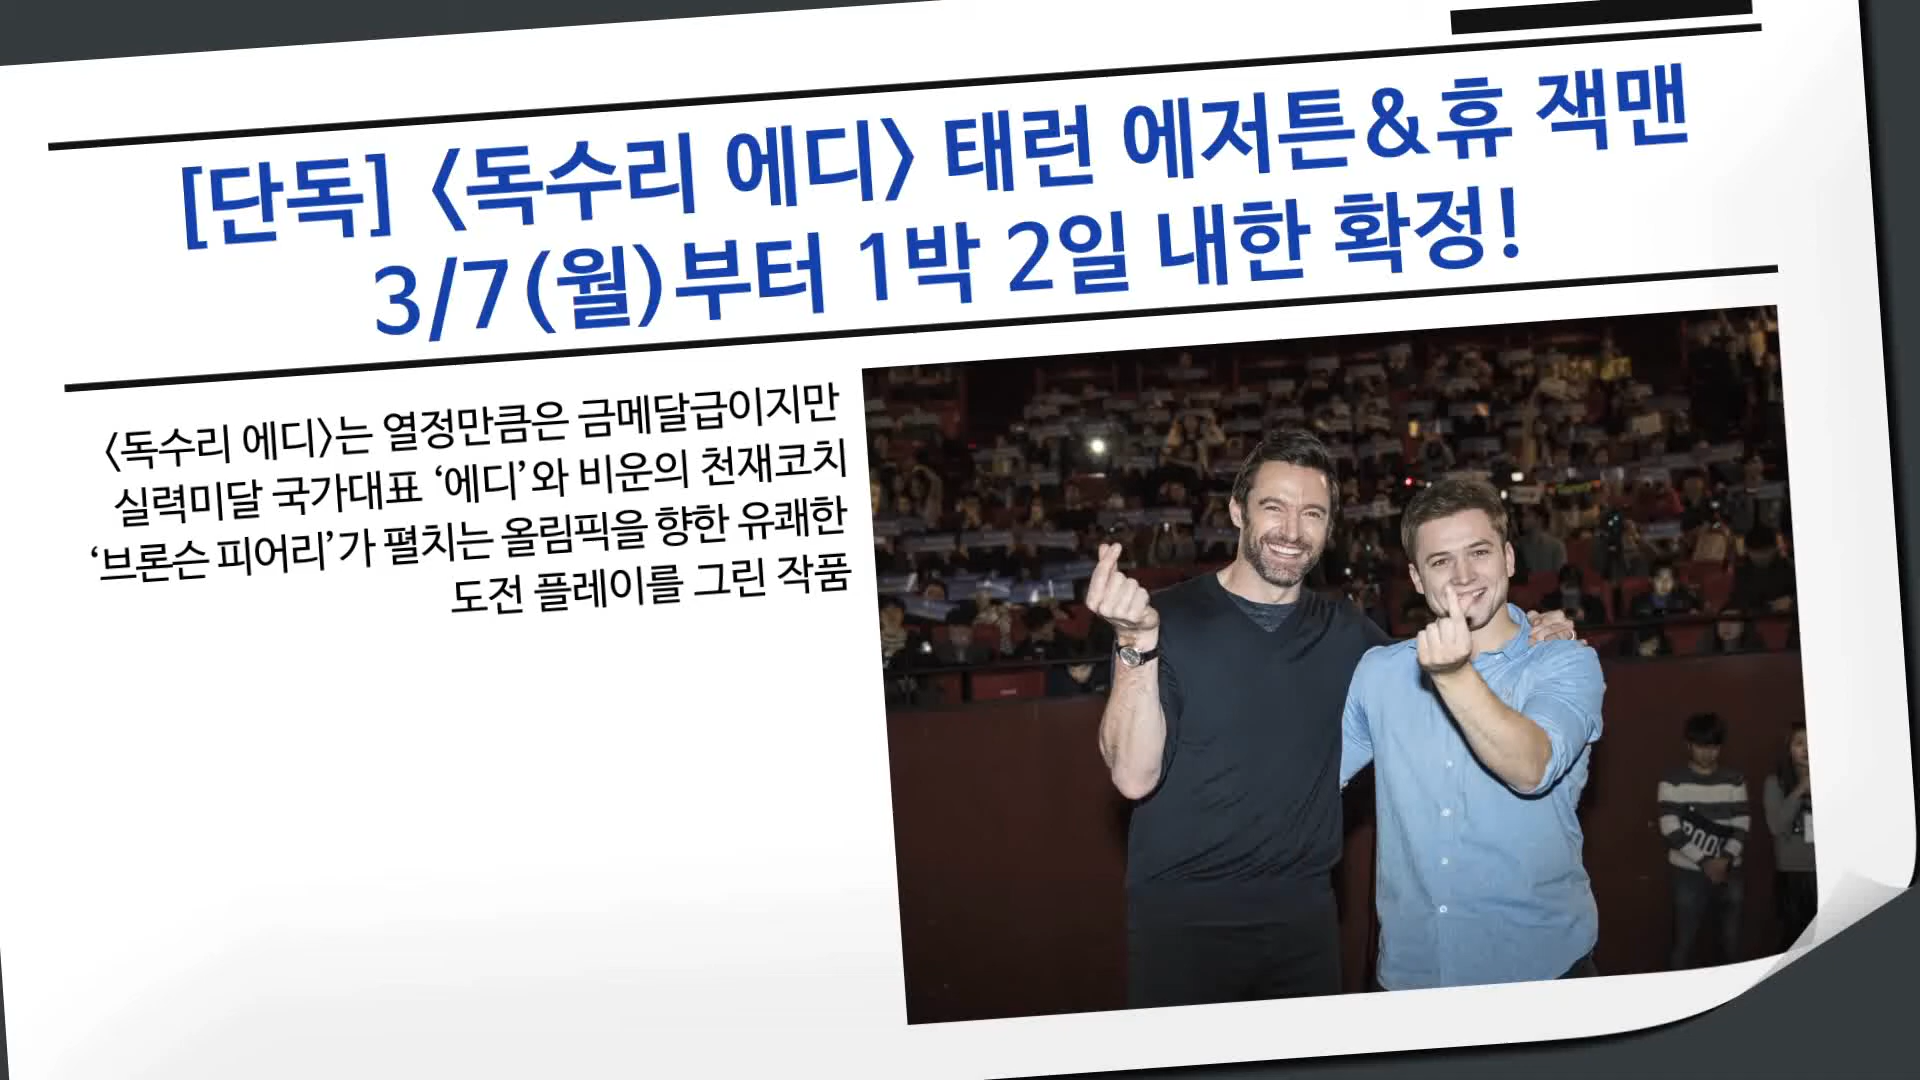 [단독] <독수리 에디> 태런 에저튼&휴 잭맨
3/7(월)부터 1박 2일 내한 확정!
<독수리 에디>는 열정만큼은 금메달급이지만
실력미달 국가대표 ‘에디’와 비운의 천재코치
‘브론슨 피어리’가 펼치는 올림픽을 향한 유쾌한
도전 플레이를 그린 작품